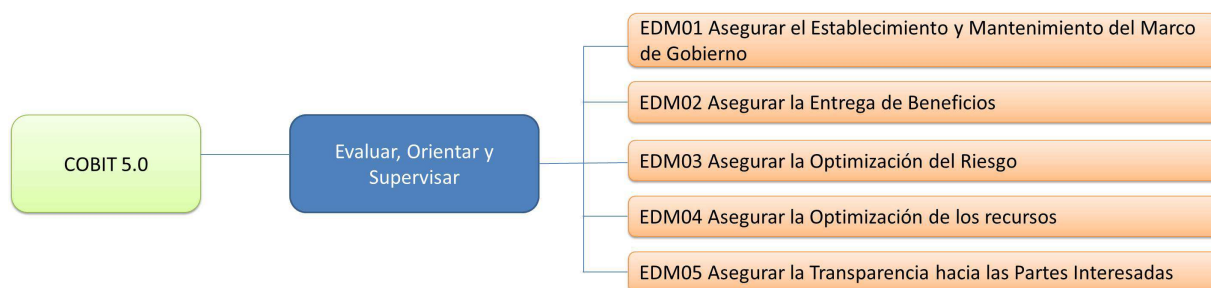 COBIT 5.0
Evaluar, Orientar y
Supervisar
EDM01 Asegurar el Establecimiento y Mantenimiento del Marco
de Gobierno
EDM02 Asegurar la Entrega de Beneficios
EDM03 Asegurar la Optimización del Riesgo
EDM04 Asegurar la Optimización de los recursos
EDM05 Asegurar la Transparencia hacia las Partes Interesadas